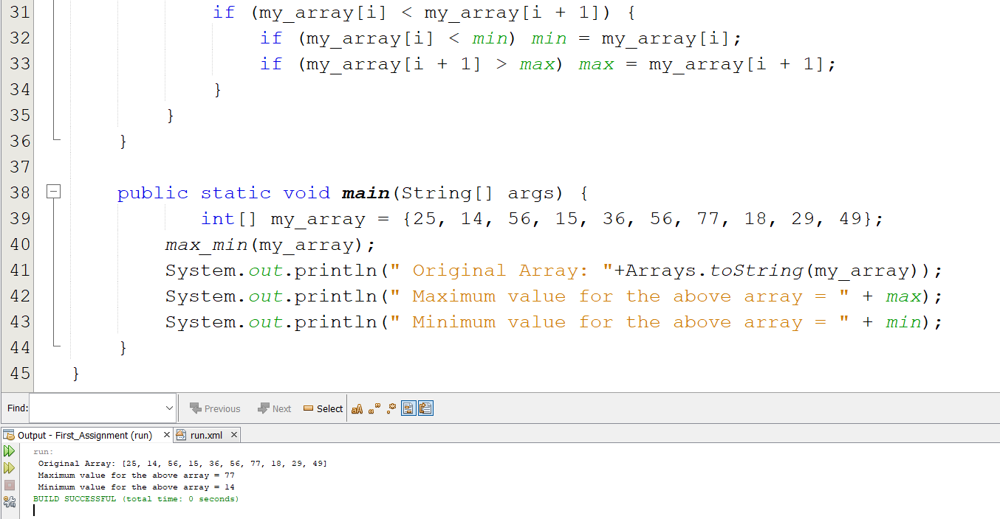 31 if (my_array[i] < my_array[i + 1]) {
32 if (my_array[i] < min) min = my_array[i];
33 if (my_array[i + 1] > max) max = my_array[i + 1];
34 }
35 }
36 }
37
38 public static void main(String[] args) {
39 int[] my_array = {25, 14, 56, 15, 36, 56, 77, 18, 29, 49};
40 max_min(my_array);
41 System.out.println(" Original Array: "+Arrays.toString(my_array));
42 System.out.println(" Maximum value for the above array = " + max);
43 System.out.println(" Minimum value for the above array = " + min);
44 }
45 }
Find: Previous Next Select aA “” .*
Output - First_Assignment (run) × run.xml ×
run:
Original Array: [25, 14, 56, 15, 36, 56, 77, 18, 29, 49]
Maximum value for the above array = 77
Minimum value for the above array = 14
BUILD SUCCESSFUL (total time: 0 seconds)